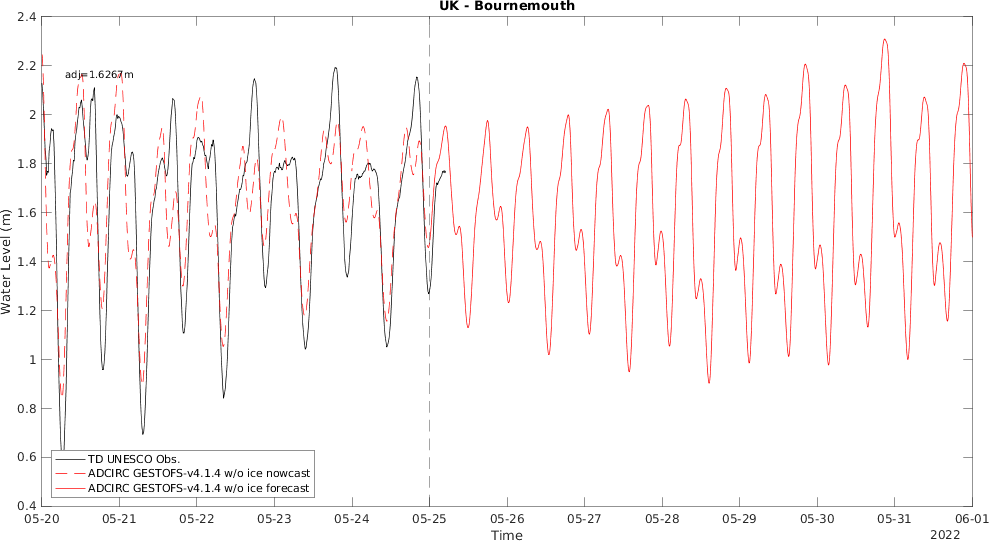 UK - Bournemouth
adj=1.6267m
Water Level (m)
2.4
2.2
2
1.8
1.6
1.4
1.2
1
0.8
0.6
0.4
TD UNESCO Obs.
ADCIRC GESTOFS-v4.1.4 w/o ice nowcast
ADCIRC GESTOFS-v4.1.4 w/o ice forecast
05-20 05-21 05-22 05-23 05-24 05-25 05-26 05-27 05-28 05-29 05-30 05-31 06-01
Time
2022